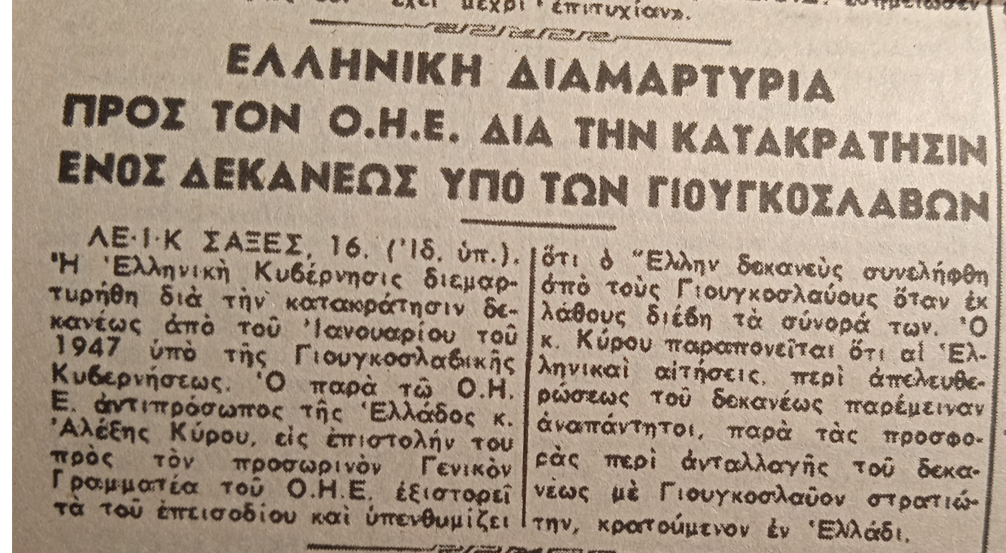 ἔχει μέχρι ἐπιτυχίαν».
ΕΛΛΗΝΙΚΗ ΔΙΑΜΑΡΤΥΡΙΑ
ΠΡΟΣ ΤΟΝ Ο.Η.Ε. ΔΙΑ ΤΗΝ ΚΑΤΑΚΡΑΤΗΣΙΝ
ΕΝΟΣ ΔΕΚΑΝΕΩΣ ΥΠΟ ΤΩΝ ΓΙΟΥΓΚΟΣΛΑΒΩΝ
ΛΕ·Ι·Κ ΣΑΞΕΣ, 16. (Ἰδ. ὑπ.).
Ἡ Ἑλληνικὴ Κυβέρνησις διεμαρ-
τυρήθη διὰ τὴν κατακράτησιν δε-
κανέως ἀπὸ τοῦ Ἰανουαρίου τοῦ
1947 ὑπὸ τῆς Γιουγκοσλαβικῆς
Κυβερνήσεως. Ὁ παρὰ τῶ Ο.Η.
Ε. ἀντιπρόσωπος τῆς Ἑλλάδος κ.
Ἀλέξης Κύρου, εἰς ἐπιστολήν του
πρὸς τὸν προσωρινὸν Γενικὸν
Γραμματέα τοῦ Ο.Η.Ε. ἐξιστορεῖ
τὰ τοῦ ἐπεισοδίου καὶ ὑπενθυμίζει
ὅτι ὁ Ἕλλην δεκανεὺς συνελήφθη
ἀπὸ τοὺς Γιουγκοσλαύους ὅταν ἐκ
λάθους διέβη τὰ σύνορά των. Ὁ
κ. Κύρου παραπονεῖται ὅτι αἱ Ἑλ-
ληνικαὶ αἰτήσεις, περὶ ἀπελευθε-
ρώσεως τοῦ δεκανέως παρέμειναν
ἀναπάντητοι, παρὰ τὰς προσφο-
ρὰς περὶ ἀνταλλαγῆς τοῦ δεκα-
νέως μὲ Γιουγκοσλαῦον στρατιώ-
την, κρατούμενον ἐν Ἑλλάδι.